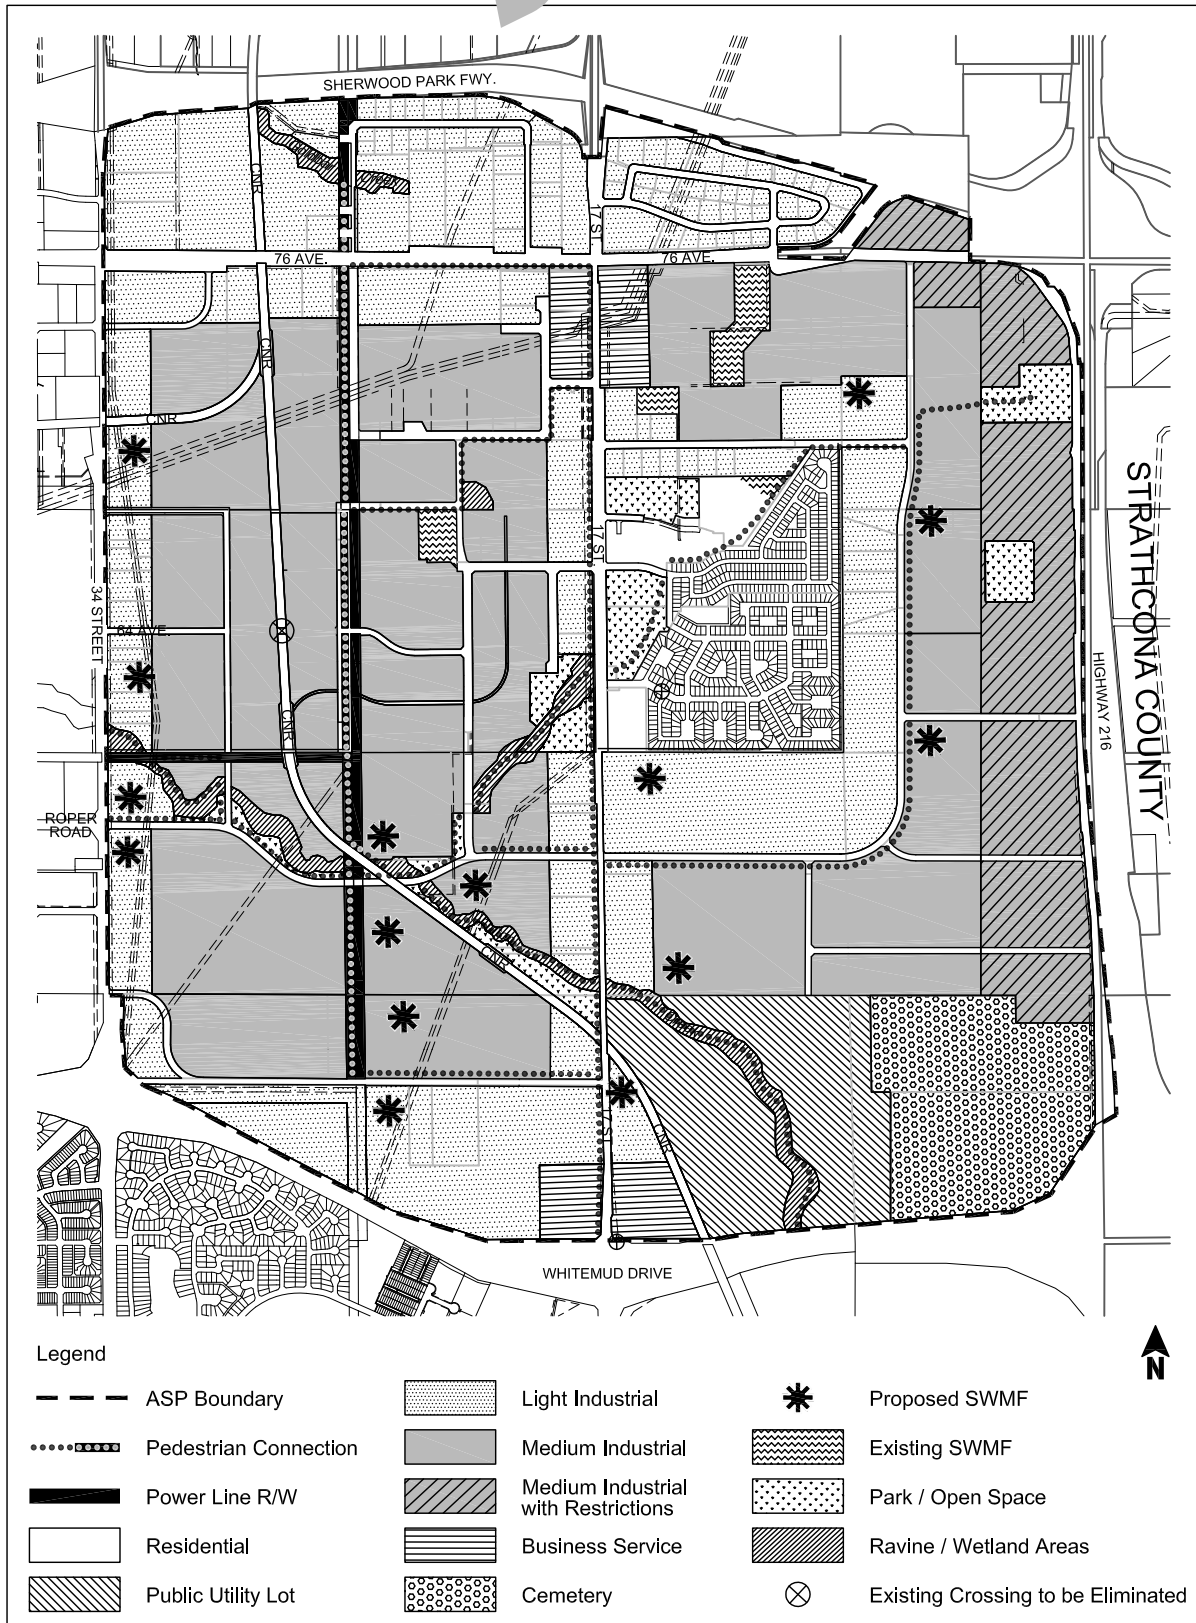 SHERWOOD PARK FWY.
CNR
17 ST
76 AVE.
76 AVE.
CNR
CNR
STRATHCONA COUNTY
17 ST
34 STREET
64 AVE.
HIGHWAY 216
CNR
ROPER
ROAD
CNR
17 ST
CNR
WHITEMUD DRIVE
Legend
N
ASP Boundary
Light Industrial
Proposed SWMF
Pedestrian Connection
Medium Industrial
Existing SWMF
Power Line R/W
Medium Industrial
with Restrictions
Park / Open Space
Residential
Business Service
Ravine / Wetland Areas
Public Utility Lot
Cemetery
Existing Crossing to be Eliminated